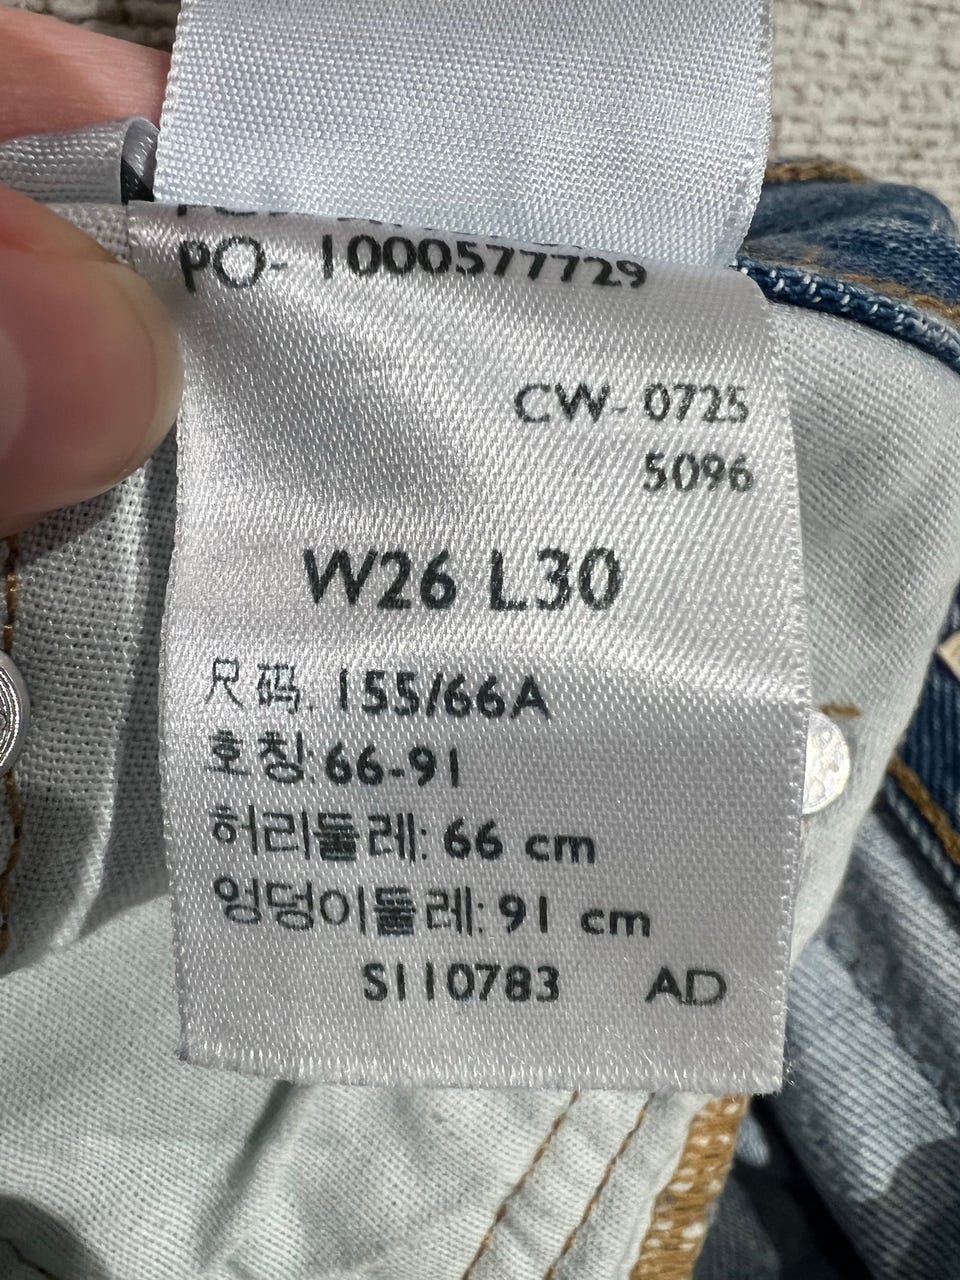 PO- 1000577729
CW- 0725
5096
W26 L30
尺码. 155/66A
호칭: 66-91
허리둘레: 66 cm
엉덩이둘레: 91 cm
S110783 AD